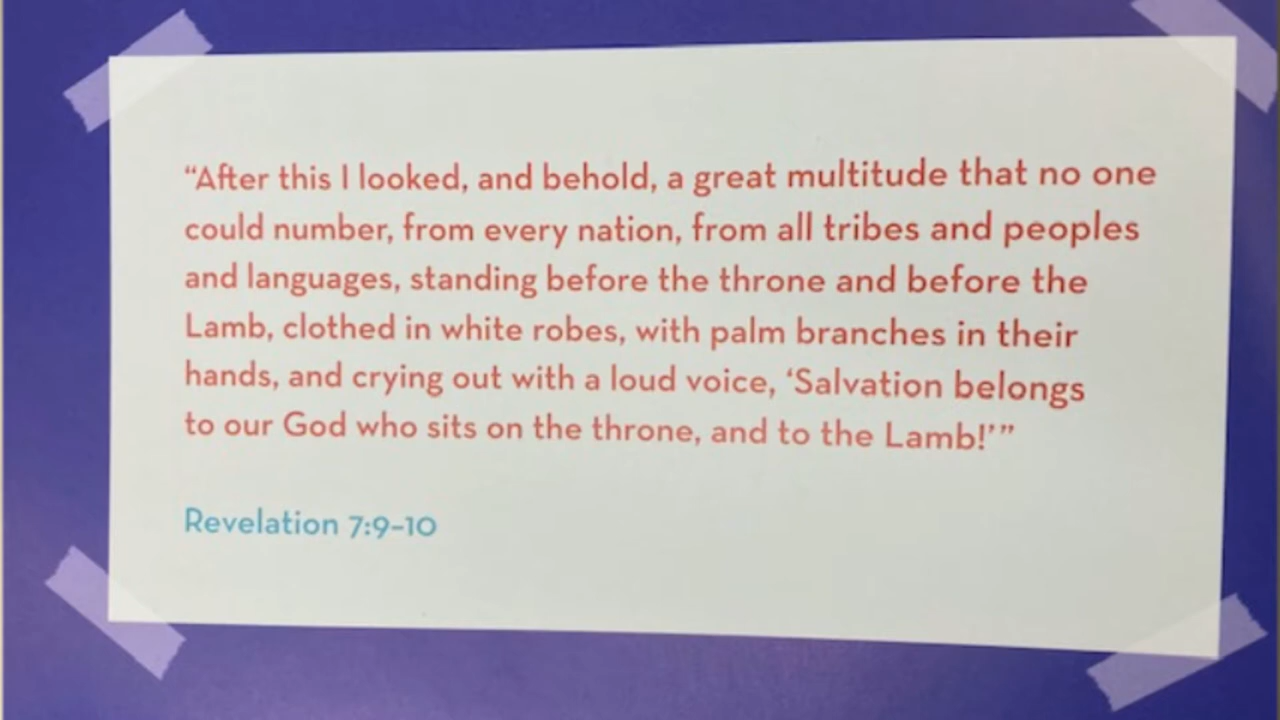 “After this I looked, and behold, a great multitude that no one
could number, from every nation, from all tribes and peoples
and languages, standing before the throne and before the
Lamb, clothed in white robes, with palm branches in their
hands, and crying out with a loud voice, ‘Salvation belongs
to our God who sits on the throne, and to the Lamb!’”
Revelation 7:9–10